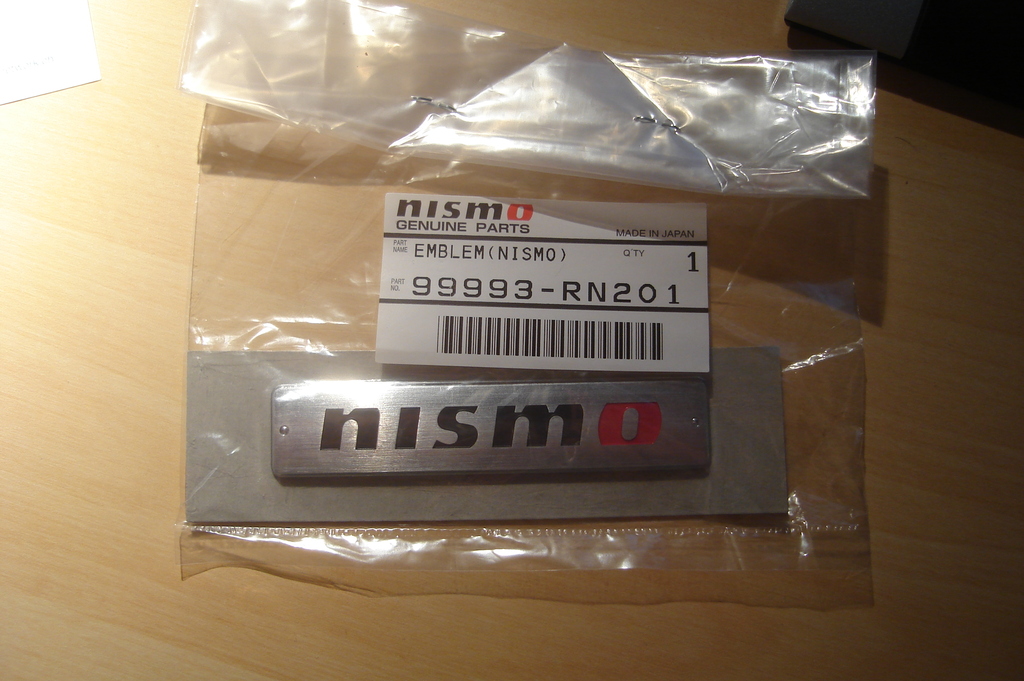 nismo
GENUINE PARTS
MADE IN JAPAN
PART NAME EMBLEM(NISMO) Q'TY 1
PART NO. 99993-RN201
nismo